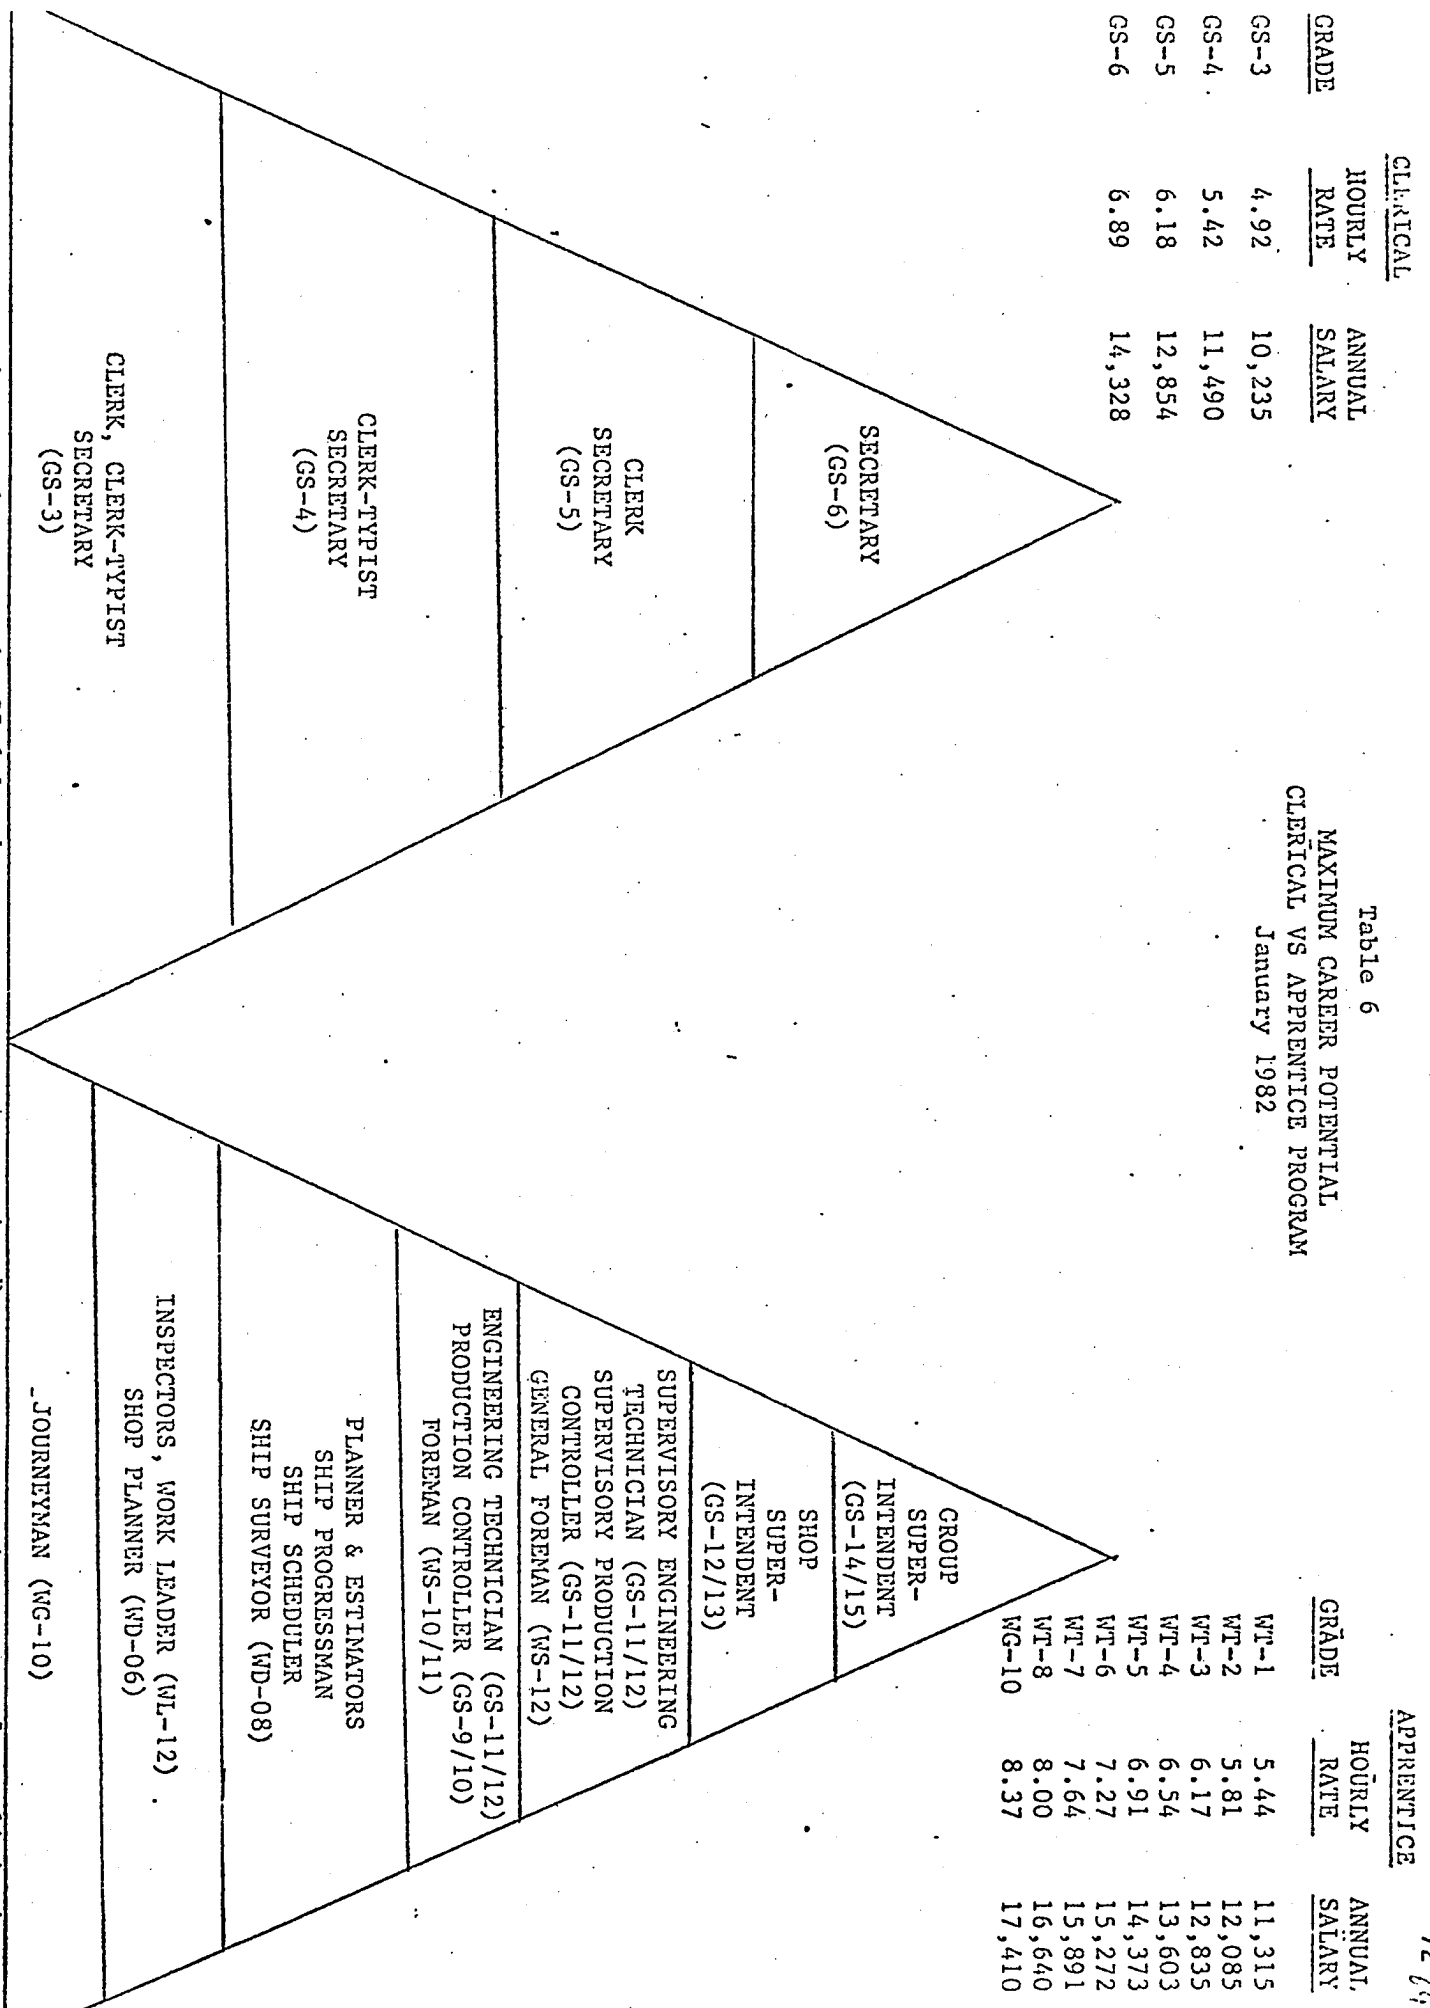 Table 6
MAXIMUM CAREER POTENTIAL
CLERICAL VS APPRENTICE PROGRAM
January 1982
CLERICAL
HOURLY ANNUAL
GRADE RATE SALARY
GS-3 4.92 10,235
GS-4 5.42 11,490
GS-5 6.18 12,854
GS-6 6.89 14,328
APPRENTICE
HOURLY ANNUAL
GRADE RATE SALARY
WT-1 5.44 11,315
WT-2 5.81 12,085
WT-3 6.17 12,835
WT-4 6.54 13,603
WT-5 6.91 14,373
WT-6 7.27 15,272
WT-7 7.64 15,891
WT-8 8.00 16,640
WG-10 8.37 17,410
SECRETARY
(GS-6)
CLERK
SECRETARY
(GS-5)
CLERK-TYPIST
SECRETARY
(GS-4)
CLERK, CLERK-TYPIST
SECRETARY
(GS-3)
GROUP
SUPER-
INTENDENT
(GS-14/15)
SHOP
SUPER-
INTENDENT
(GS-12/13)
SUPERVISORY ENGINEERING
TECHNICIAN (GS-11/12)
SUPERVISORY PRODUCTION
CONTROLLER (GS-11/12)
GENERAL FOREMAN (WS-12)
ENGINEERING TECHNICIAN (GS-11/12)
PRODUCTION CONTROLLER (GS-9/10)
FOREMAN (WS-10/11)
PLANNER & ESTIMATORS
SHIP PROGRESSMAN
SHIP SCHEDULER
SHIP SURVEYOR (WD-08)
INSPECTORS, WORK LEADER (WL-12)
SHOP PLANNER (WD-06)
JOURNEYMAN (WG-10)